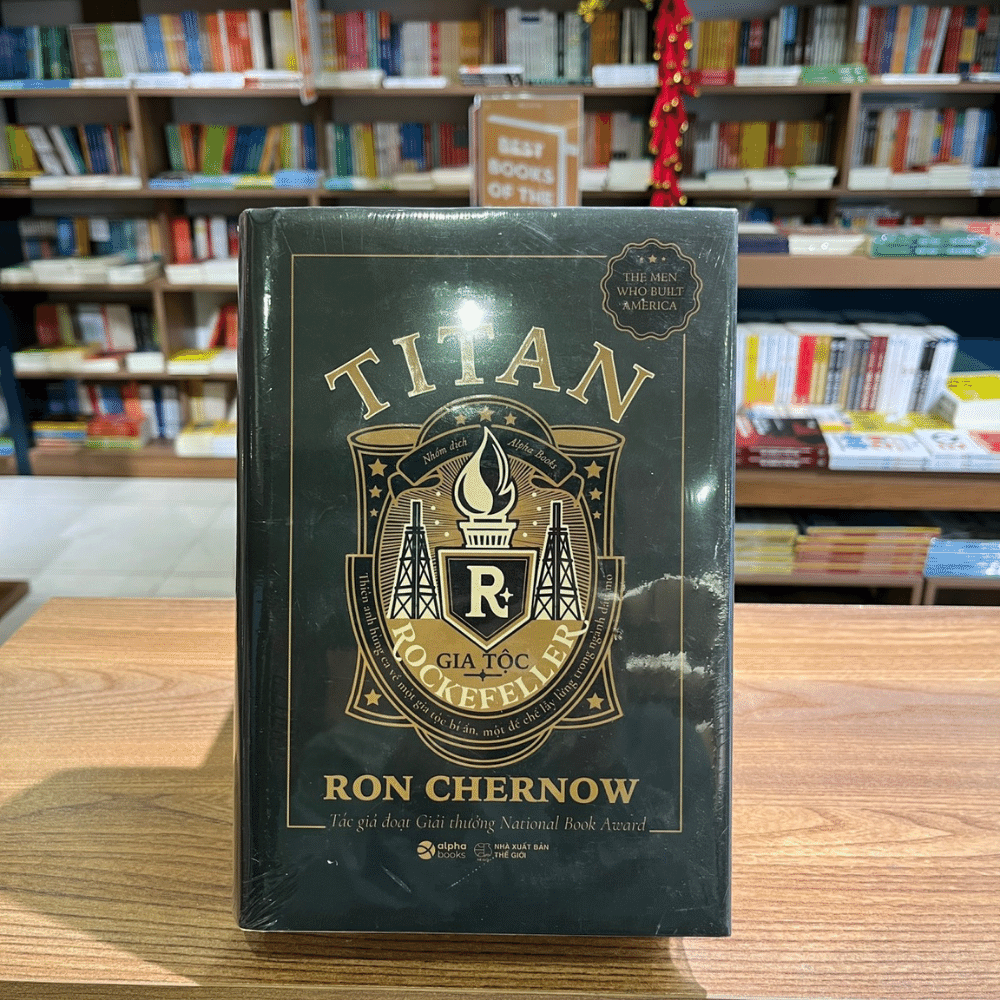 BEST
BOOKS
OF THE
THE MEN
WHO BUILT
AMERICA
TITAN
Nhóm dịch Alpha Books
R
GIA TỘC
ROCKEFELLER
Thiên anh hùng ca về một gia tộc bí ẩn, một đế chế lẫy lừng trong ngành dầu mỏ
RON CHERNOW
Tác giả đoạt Giải thưởng National Book Award
alpha
books
NHÀ XUẤT BẢN
THẾ GIỚI